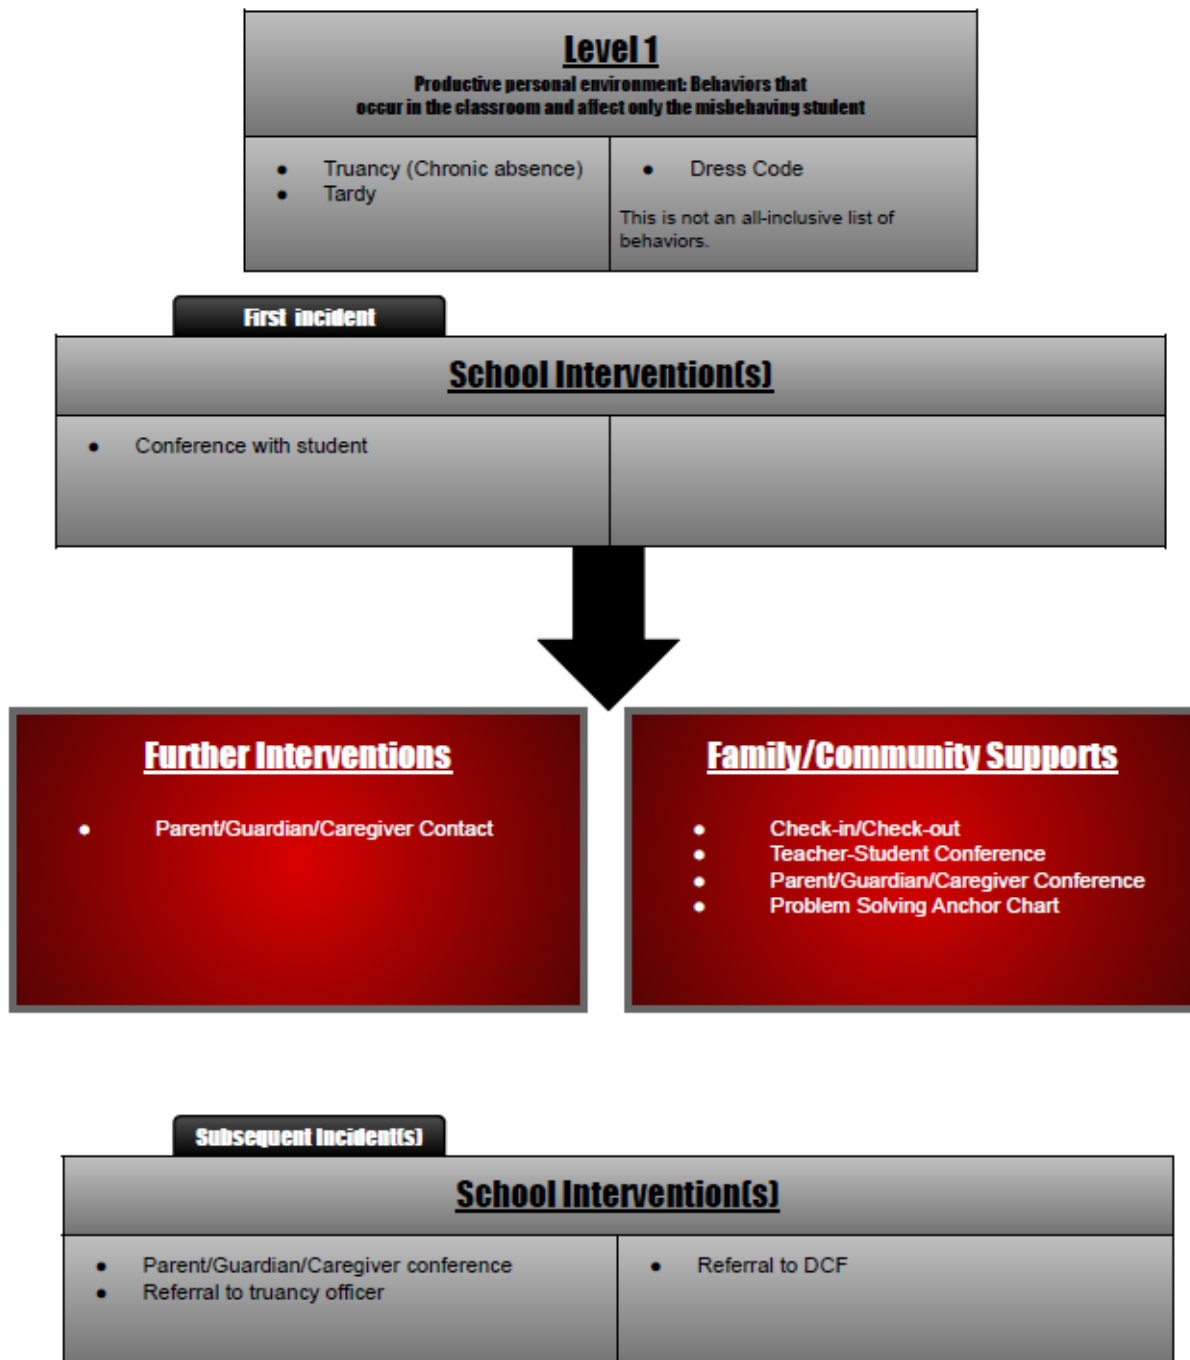 Level 1
Productive personal environment: Behaviors that
occur in the classroom and affect only the misbehaving student
● Truancy (Chronic absence)
● Tardy
● Dress Code
This is not an all-inclusive list of
behaviors.
First incident
School Intervention(s)
● Conference with student
Further Interventions
● Parent/Guardian/Caregiver Contact
Family/Community Supports
● Check-in/Check-out
● Teacher-Student Conference
● Parent/Guardian/Caregiver Conference
● Problem Solving Anchor Chart
Subsequent Incident(s)
School Intervention(s)
● Parent/Guardian/Caregiver conference
● Referral to truancy officer
● Referral to DCF